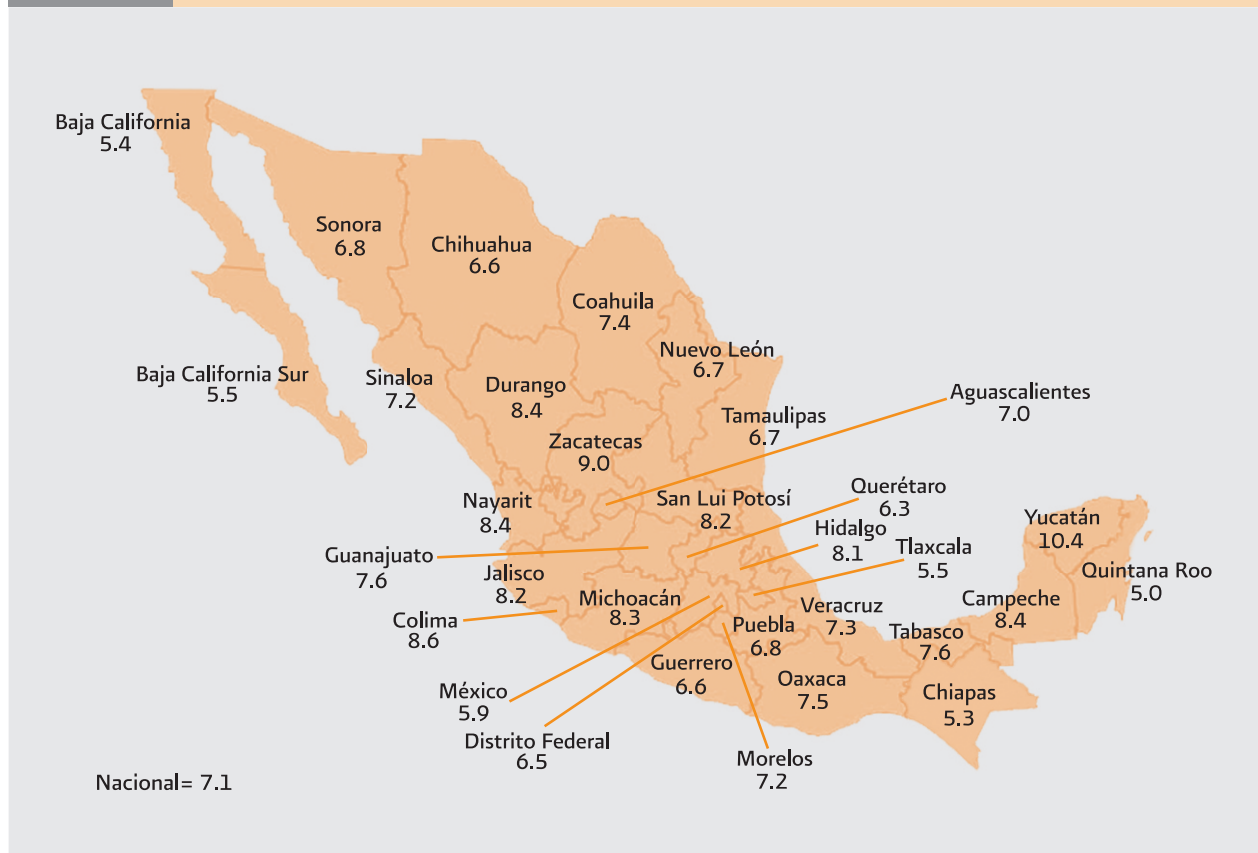 Baja California
5.4
Sonora
6.8
Chihuahua
6.6
Coahuila
7.4
Nuevo León
6.7
Baja California Sur
5.5
Sinaloa
7.2
Durango
8.4
Aguascalientes
7.0
Tamaulipas
6.7
Zacatecas
9.0
Nayarit
8.4
San Lui Potosí
8.2
Querétaro
6.3
Hidalgo
8.1
Tlaxcala
5.5
Yucatán
10.4
Quintana Roo
5.0
Guanajuato
7.6
Jalisco
8.2
Colima
8.6
Michoacán
8.3
Veracruz
7.3
Campeche
8.4
Puebla
6.8
Tabasco
7.6
Guerrero
6.6
Oaxaca
7.5
Chiapas
5.3
México
5.9
Distrito Federal
6.5
Morelos
7.2
Nacional= 7.1